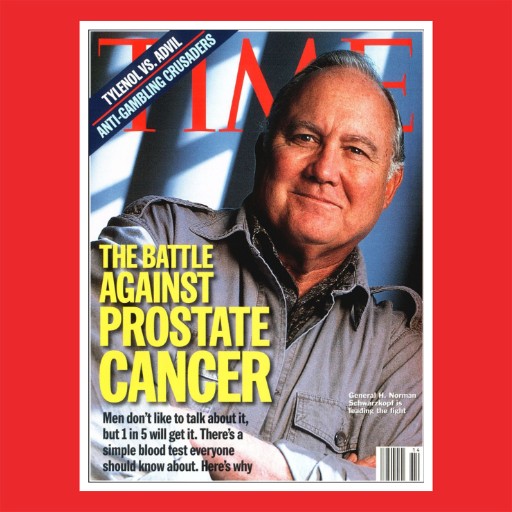 TYLENOL VS. ADVIL
ANTI-GAMBLING CRUSADERS
TIME
THE BATTLE
AGAINST
PROSTATE
CANCER
Men don't like to talk about it,
but 1 in 5 will get it. There's a
simple blood test everyone
should know about. Here's why
General H. Norman
Schwarzkopf is
leading the fight
14